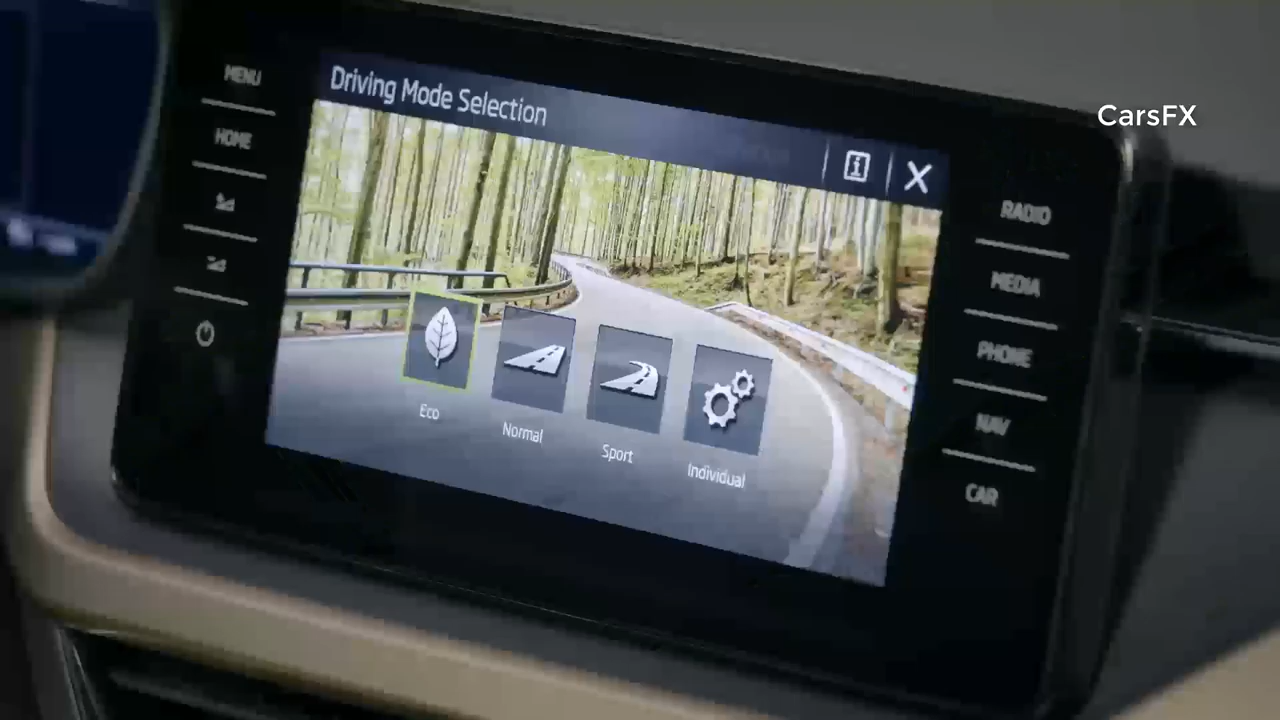 CarsFX
MENU
HOME
Driving Mode Selection
Eco
Normal
Sport
Individual
RADIO
MEDIA
PHONE
NAV
CAR